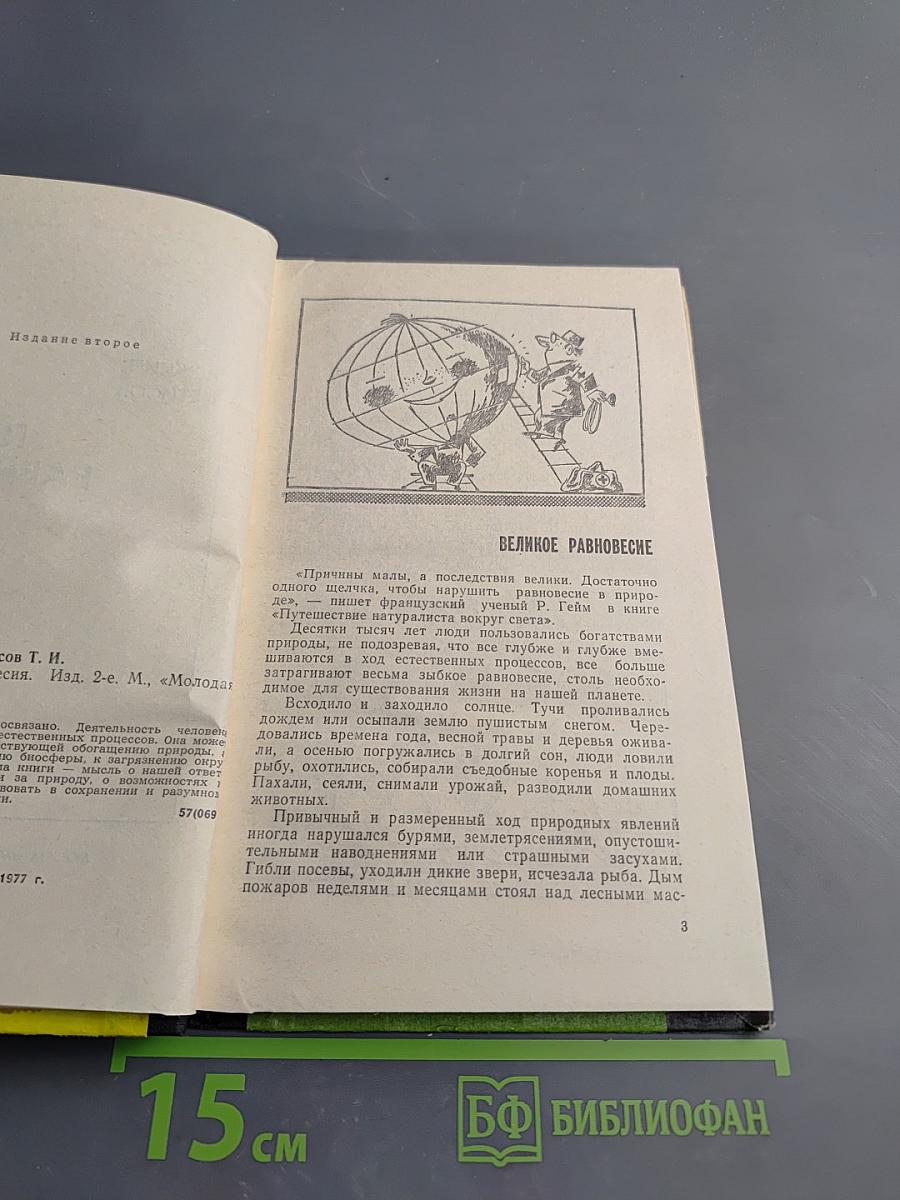 Издание второе
сов Т. И.
есия. Изд. 2-е. М., «Молодая
освязано. Деятельность человек
естественных процессов. Она може
ствующей обогащению природы,
ию биосферы, к загрязнению окру
ма книги — мысль о нашей ответ
и за природу, о возможностях
вовать в сохранении и разумном
ки.
57(069
1977 г.
ВЕЛИКОЕ РАВНОВЕСИЕ
«Причины малы, а последствия велики. Достаточно
одного щелчка, чтобы нарушить равновесие в приро-
де», — пишет французский ученый Р. Гейм в книге
«Путешествие натуралиста вокруг света».
Десятки тысяч лет люди пользовались богатствами
природы, не подозревая, что все глубже и глубже вме-
шиваются в ход естественных процессов, все больше
затрагивают весьма зыбкое равновесие, столь необхо-
димое для существования жизни на нашей планете.
Всходило и заходило солнце. Тучи проливались
дождем или осыпали землю пушистым снегом. Чере-
довались времена года, весной травы и деревья ожива-
ли, а осенью погружались в долгий сон, люди ловили
рыбу, охотились, собирали съедобные коренья и плоды.
Пахали, сеяли, снимали урожай, разводили домашних
животных.
Привычный и размеренный ход природных явлений
иногда нарушался бурями, землетрясениями, опустоши-
тельными наводнениями или страшными засухами.
Гибли посевы, уходили дикие звери, исчезала рыба. Дым
пожаров неделями и месяцами стоял над лесными мас-
3
15 см
БФ БИБЛИОФАН